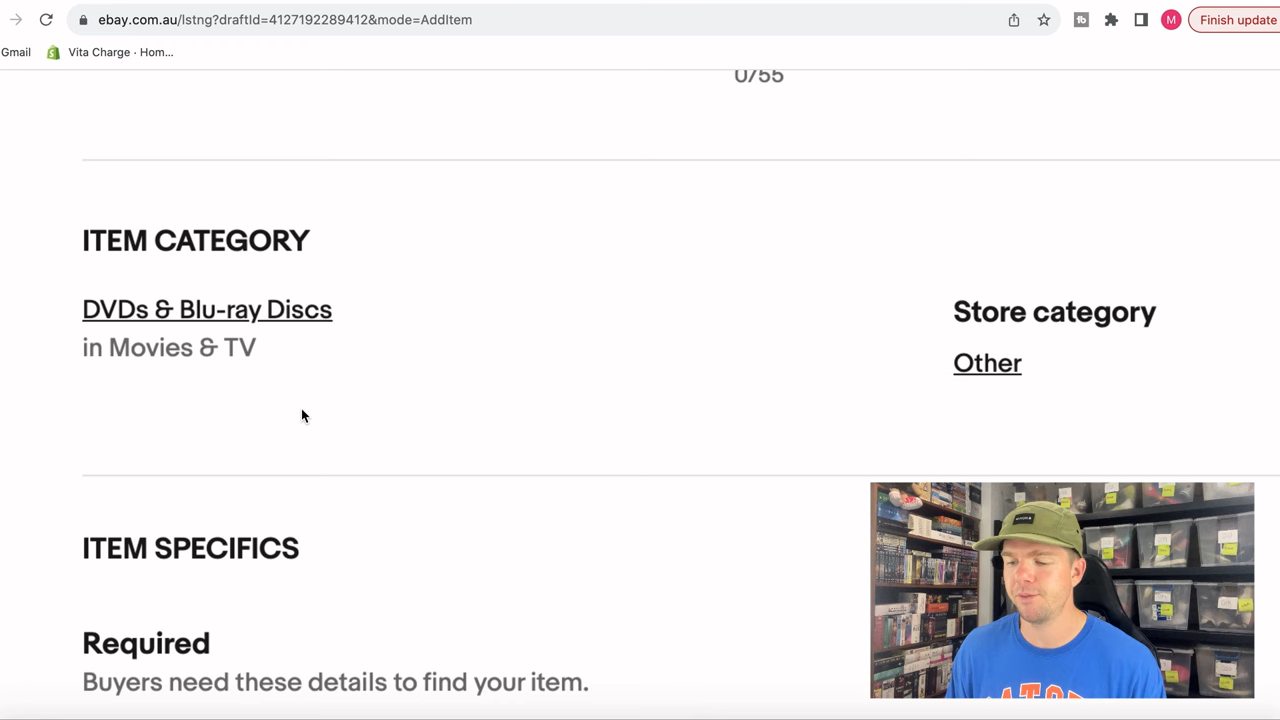 ebay.com.au/lstng?draftId=4127192289412&mode=AddItem
M
Finish update
Gmail
Vita Charge · Hom...
0/55
ITEM CATEGORY
DVDs & Blu-ray Discs
in Movies & TV
Store category
Other
ITEM SPECIFICS
Required
Buyers need these details to find your item.